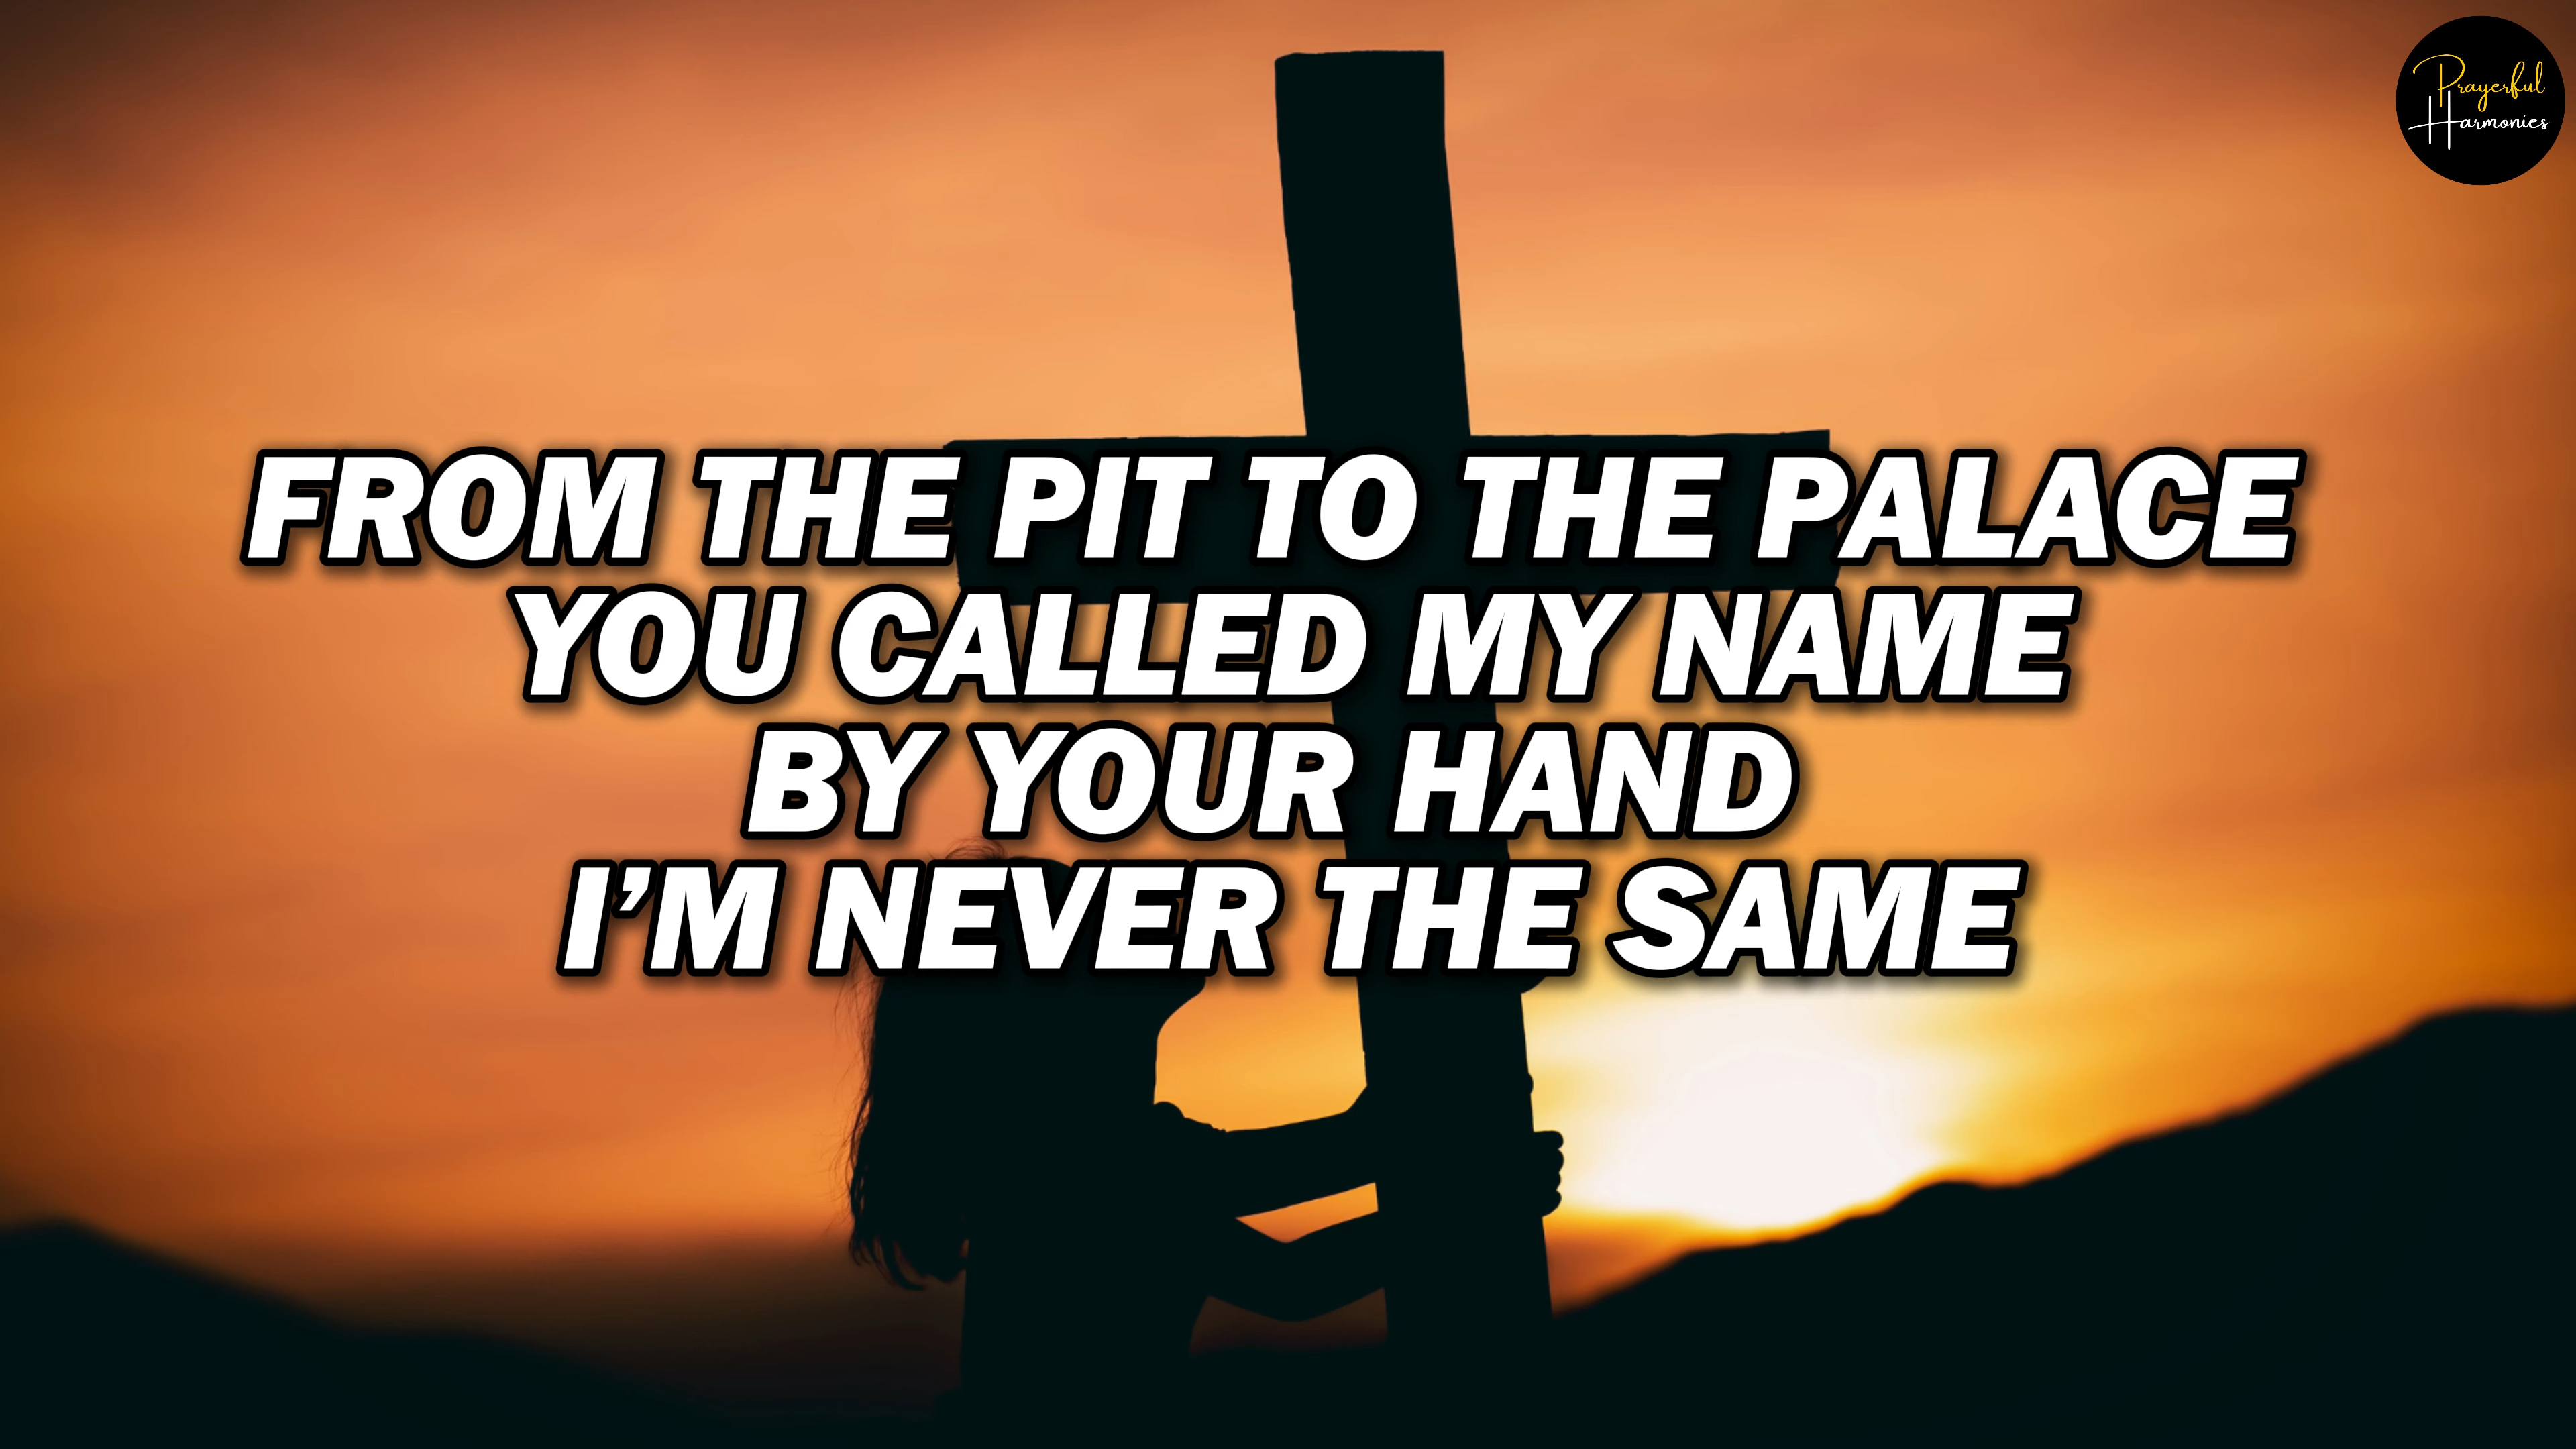 Prayerful
Harmonies
FROM THE PIT TO THE PALACE
YOU CALLED MY NAME
BY YOUR HAND
I’M NEVER THE SAME